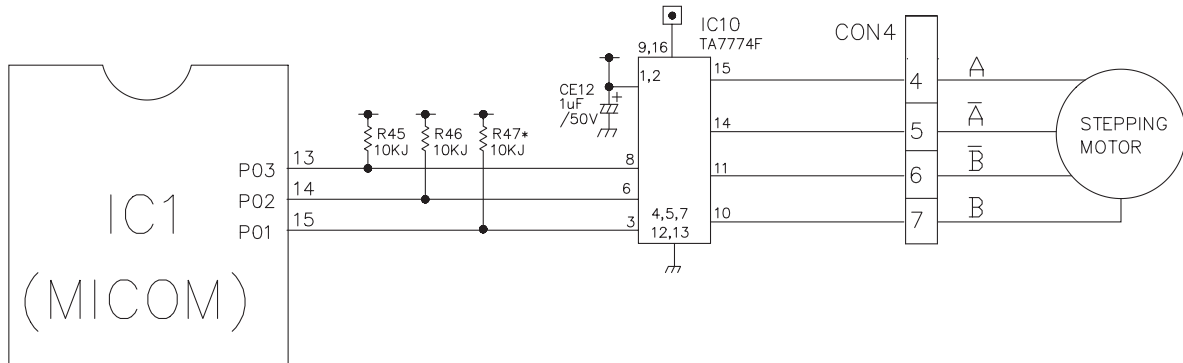 IC10
TA7774F
CON4
9,16
1,2
15
4
A
CE12
1uF
/50V
+
14
5
A̅
STEPPING
MOTOR
R45
10KJ
R46
10KJ
R47*
10KJ
P03
13
8
11
6
B̅
P02
14
6
IC1
P01
15
3
4,5,7
12,13
10
7
B
(MICOM)